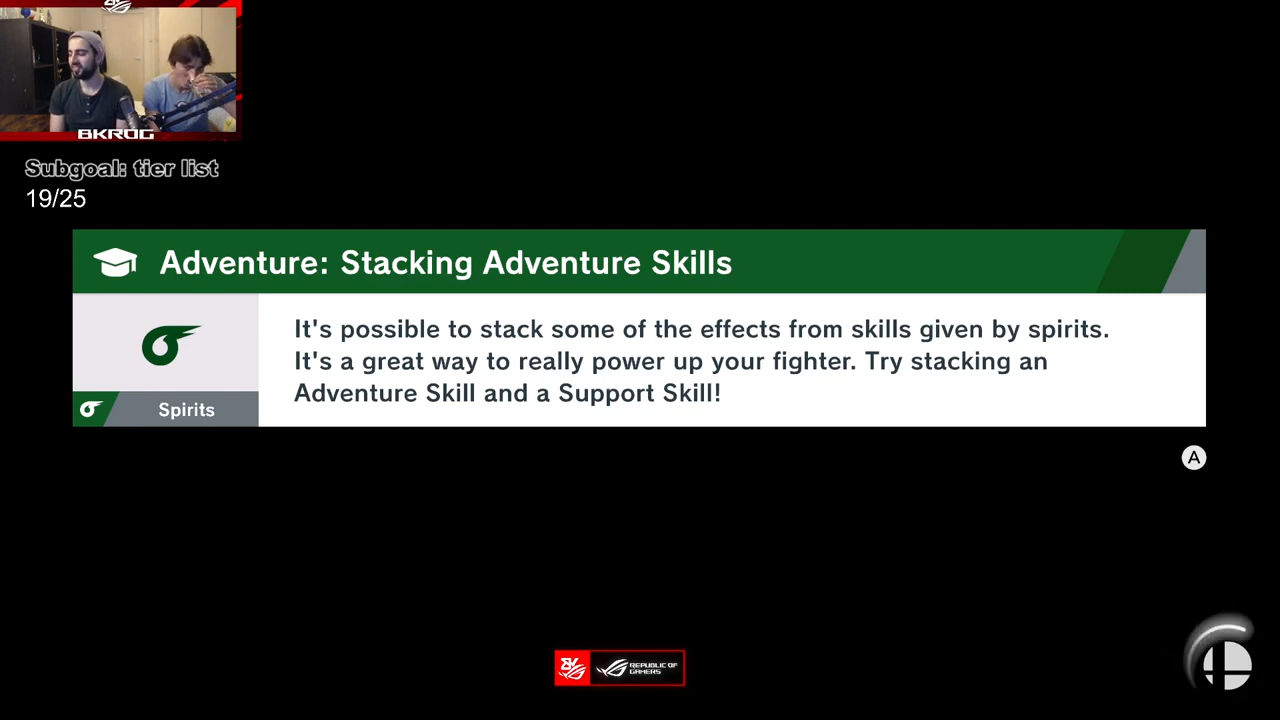 BKROG
Subgoal: tier list
19/25
Adventure: Stacking Adventure Skills
It's possible to stack some of the effects from skills given by spirits.
It's a great way to really power up your fighter. Try stacking an
Adventure Skill and a Support Skill!
Spirits
A
REPUBLIC OF
GAMERS